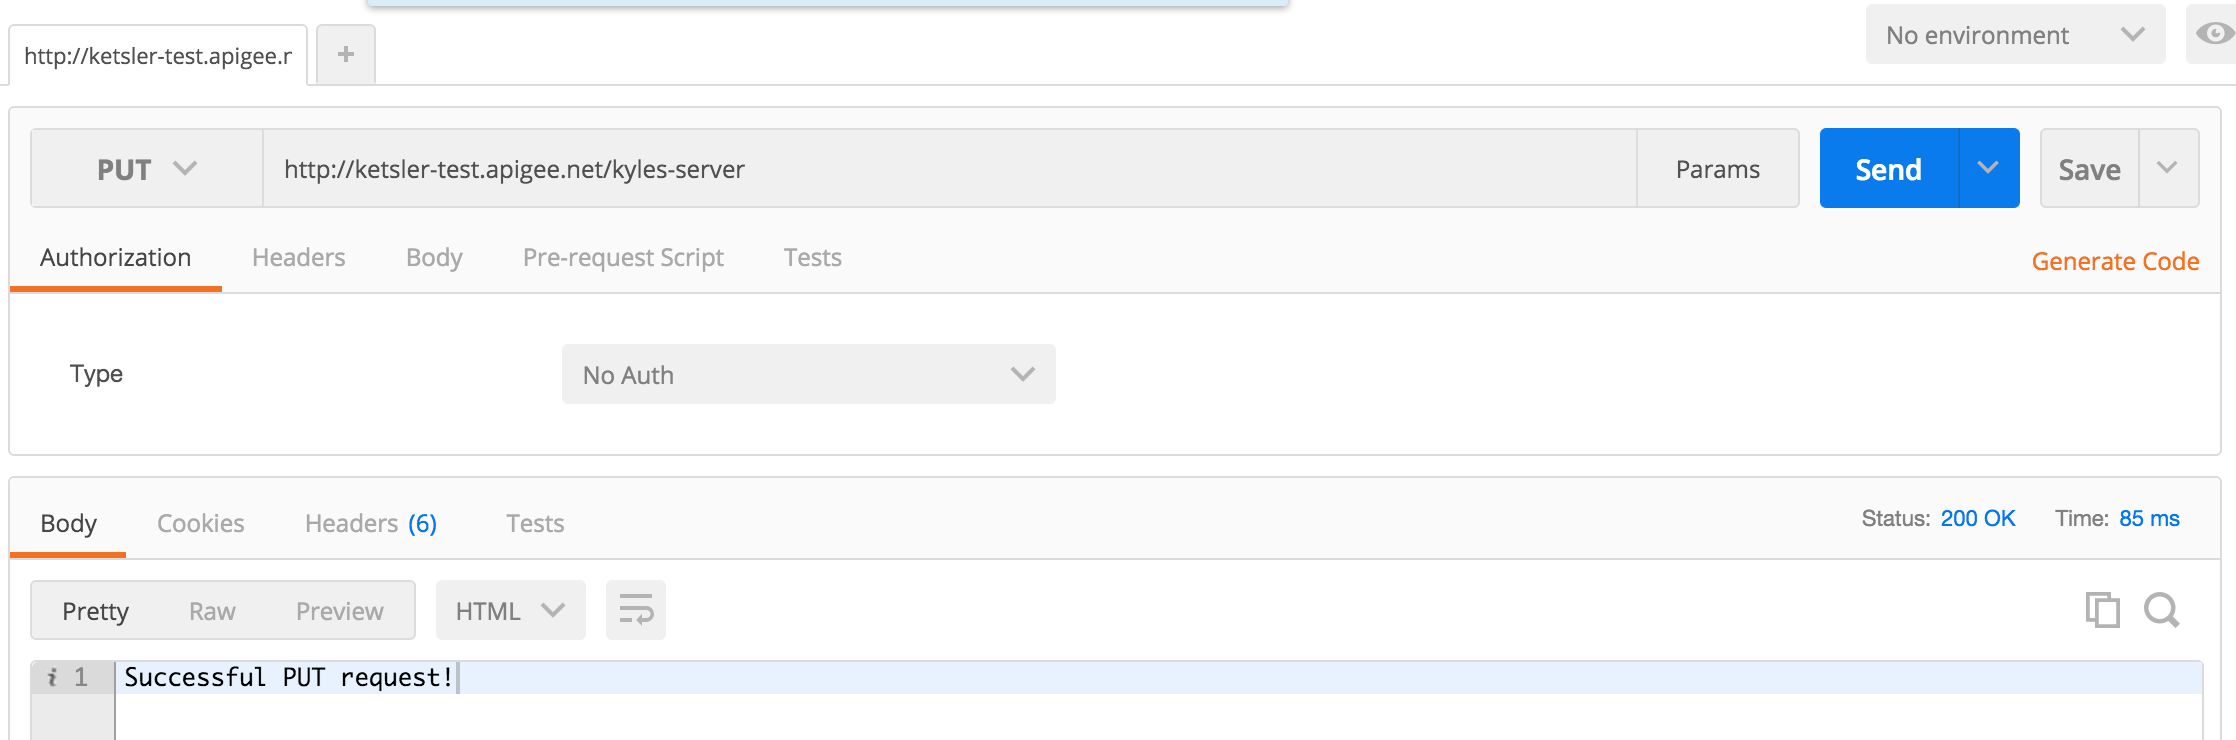 http://ketsler-test.apigee.r
+
No environment
PUT
http://ketsler-test.apigee.net/kyles-server
Params
Send
Save
Authorization
Headers
Body
Pre-request Script
Tests
Generate Code
Type
No Auth
Body
Cookies
Headers (6)
Tests
Status: 200 OK
Time: 85 ms
Pretty
Raw
Preview
HTML
i 1
Successful PUT request!